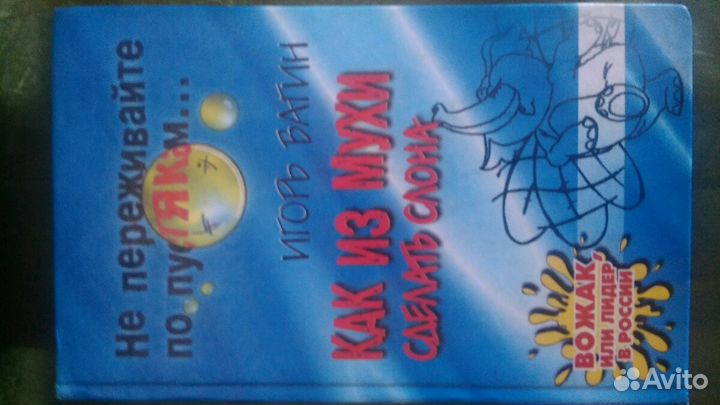 Не переживайте
по пустякам...
ИГОРЬ ВАГИН
КАК ИЗ МУХИ
СДЕЛАТЬ СЛОНА
ВОЖАК,
ИЛИ ЛИДЕР
В РОССИИ
Avito